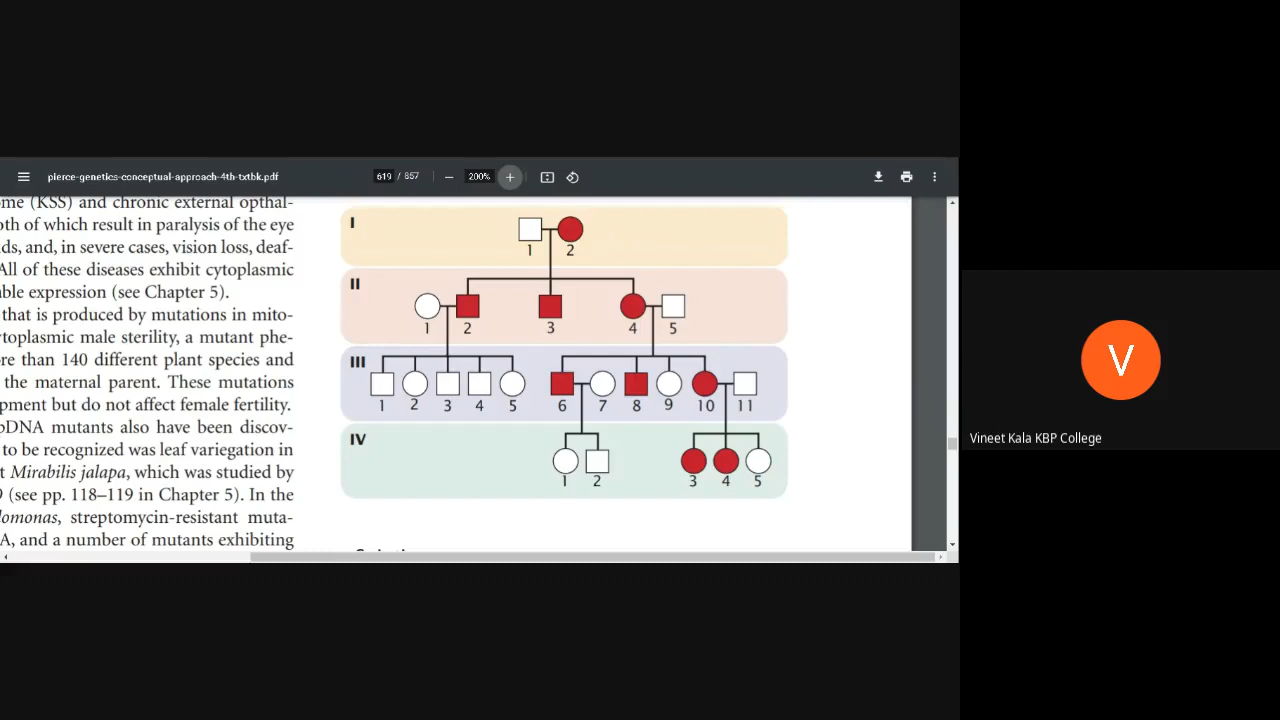 pierce-genetics-conceptual-approach-4th-txtbk.pdf
619 / 857
200%
ome (KSS) and chronic external opthal-
oth of which result in paralysis of the eye
ds, and, in severe cases, vision loss, deaf-
All of these diseases exhibit cytoplasmic
ble expression (see Chapter 5).
that is produced by mutations in mito-
ytoplasmic male sterility, a mutant phe-
re than 140 different plant species and
the maternal parent. These mutations
opment but do not affect female fertility.
pDNA mutants also have been discov-
to be recognized was leaf variegation in
t Mirabilis jalapa, which was studied by
9 (see pp. 118–119 in Chapter 5). In the
lomonas, streptomycin-resistant muta-
A, and a number of mutants exhibiting
I
1 2
II
1 2 3 4 5
III
1 2 3 4 5 6 7 8 9 10 11
IV
1 2 3 4 5
V
Vineet Kala KBP College